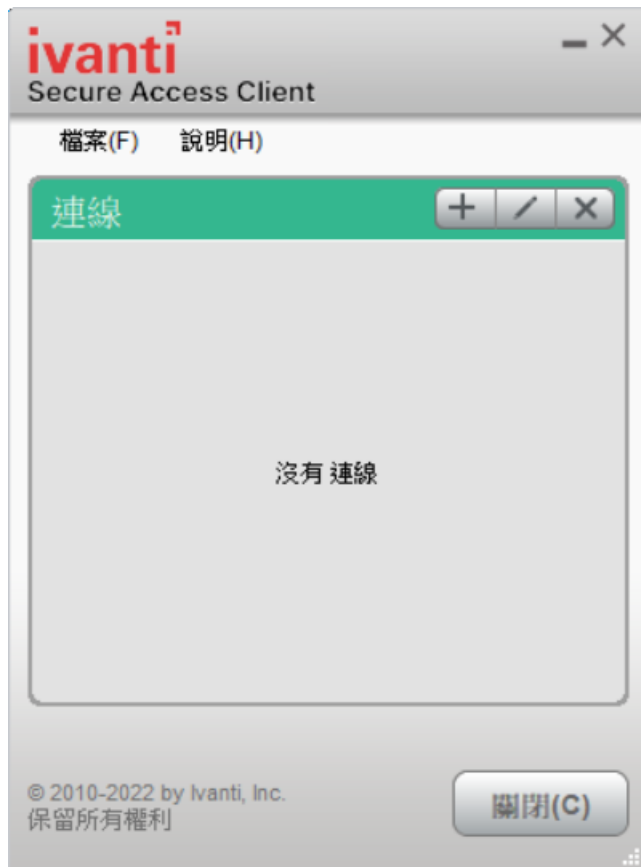 ivanti
Secure Access Client
檔案(F) 說明(H)
連線
沒有 連線
© 2010-2022 by Ivanti, Inc.
保留所有權利
關閉(C)